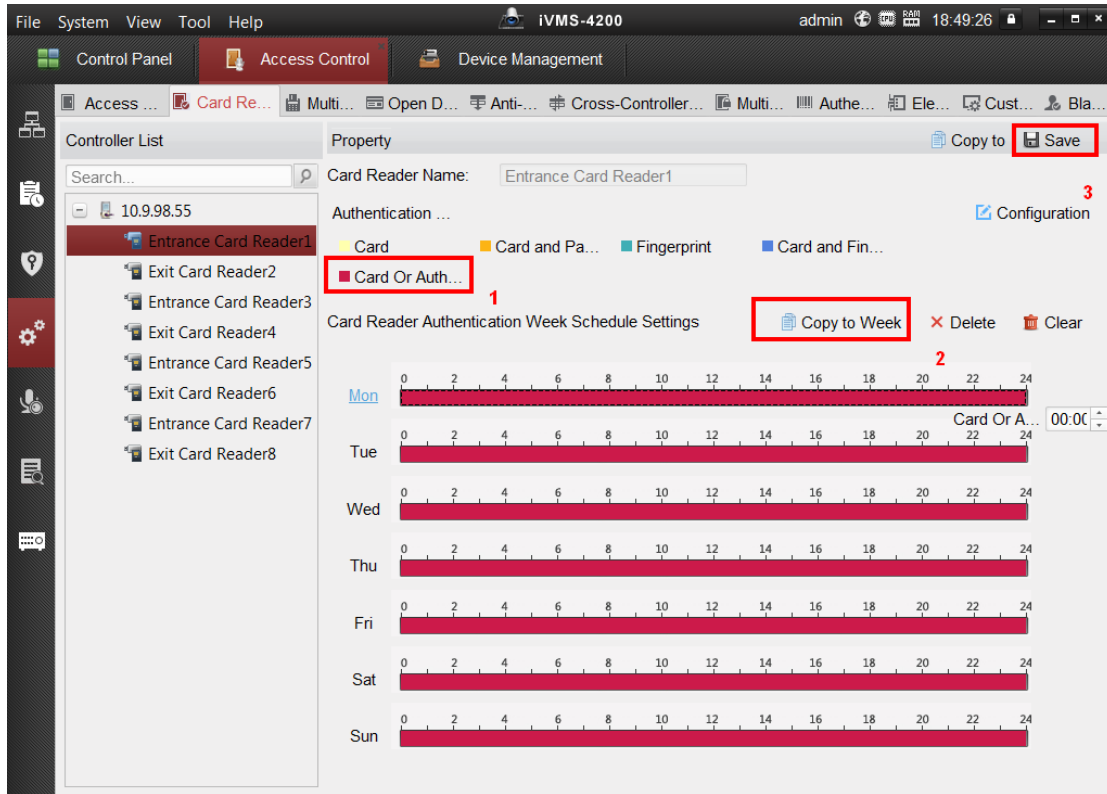 File System View Tool Help iVMS-4200 admin CPU RAM 18:49:26
Control Panel Access Control Device Management
Access ... Card Re... Multi... Open D... Anti-... Cross-Controller... Multi... Authe... Ele... Cust... Bla...
Controller List
Search...
10.9.98.55
Entrance Card Reader1
Exit Card Reader2
Entrance Card Reader3
Exit Card Reader4
Entrance Card Reader5
Exit Card Reader6
Entrance Card Reader7
Exit Card Reader8
Property Copy to Save
3
Card Reader Name: Entrance Card Reader1
Authentication ... Configuration
Card Card and Pa... Fingerprint Card and Fin...
Card Or Auth...
1
Card Reader Authentication Week Schedule Settings Copy to Week Delete Clear
2
0 2 4 6 8 10 12 14 16 18 20 22 24
Mon
Card Or A... 00:00
0 2 4 6 8 10 12 14 16 18 20 22 24
Tue
0 2 4 6 8 10 12 14 16 18 20 22 24
Wed
0 2 4 6 8 10 12 14 16 18 20 22 24
Thu
0 2 4 6 8 10 12 14 16 18 20 22 24
Fri
0 2 4 6 8 10 12 14 16 18 20 22 24
Sat
0 2 4 6 8 10 12 14 16 18 20 22 24
Sun